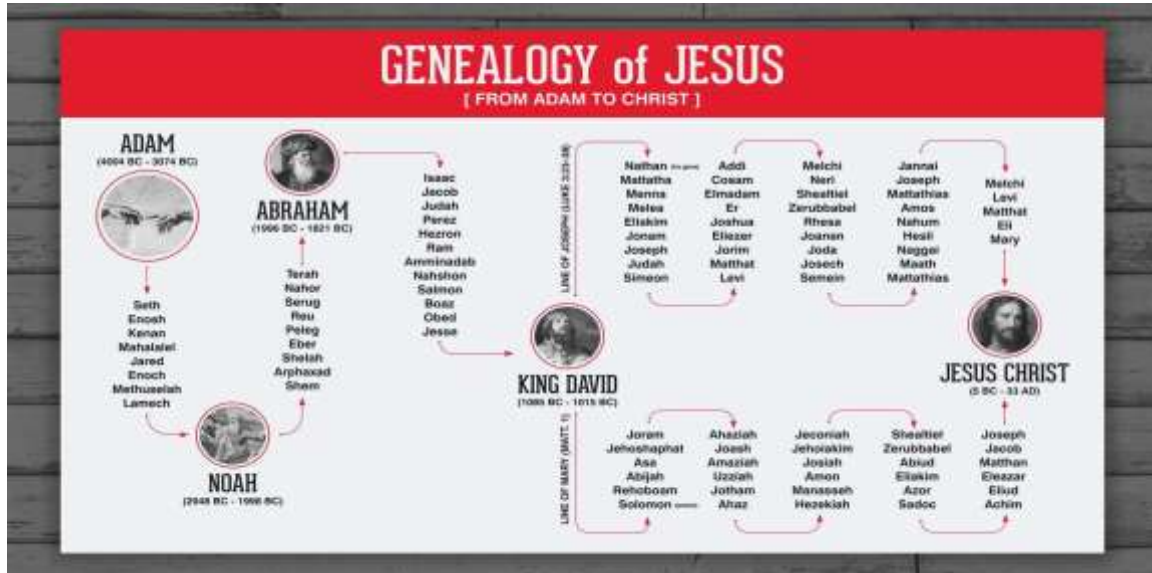 GENEALOGY of JESUS
[ FROM ADAM TO CHRIST ]
ADAM
(4004 BC - 3074 BC)
Seth
Enosh
Kenan
Mahalalel
Jared
Enoch
Methuselah
Lamech
NOAH
(2948 BC - 1998 BC)
Terah
Nahor
Serug
Reu
Peleg
Eber
Shelah
Arphaxad
Shem
ABRAHAM
(1996 BC - 1821 BC)
Isaac
Jacob
Judah
Perez
Hezron
Ram
Amminadab
Nahshon
Salmon
Boaz
Obed
Jesse
KING DAVID
(1085 BC - 1015 BC)
LINE OF JOSEPH (LUKE 3:23-38)
Nathan
Mattatha
Menna
Melea
Eliakim
Jonam
Joseph
Judah
Simeon
Addi
Cosam
Elmadam
Er
Joshua
Eliezer
Jorim
Matthat
Levi
Melchi
Neri
Shealtiel
Zerubbabel
Rhesa
Joanan
Joda
Josech
Semein
Jannai
Joseph
Mattathias
Amos
Nahum
Hesli
Naggai
Maath
Mattathias
Melchi
Levi
Matthat
Eli
Mary
LINE OF MARY (MATT. 1)
Joram
Jehoshaphat
Asa
Abijah
Rehoboam
Solomon
Ahaziah
Joash
Amaziah
Uzziah
Jotham
Ahaz
Jeconiah
Jehoiakim
Josiah
Amon
Manasseh
Hezekiah
Shealtiel
Zerubbabel
Abiud
Eliakim
Azor
Sadoc
Joseph
Jacob
Matthan
Eleazar
Eliud
Achim
JESUS CHRIST
(5 BC - 33 AD)